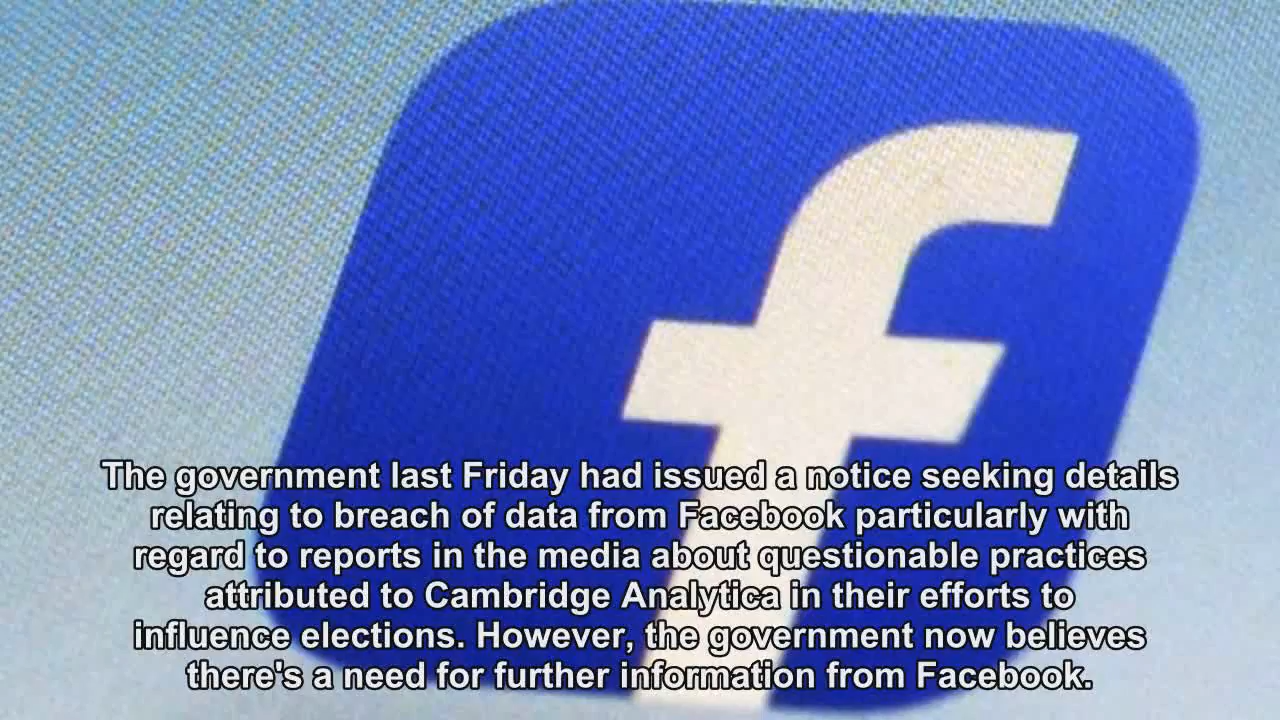 The government last Friday had issued a notice seeking details
relating to breach of data from Facebook particularly with
regard to reports in the media about questionable practices
attributed to Cambridge Analytica in their efforts to
influence elections. However, the government now believes
there's a need for further information from Facebook.